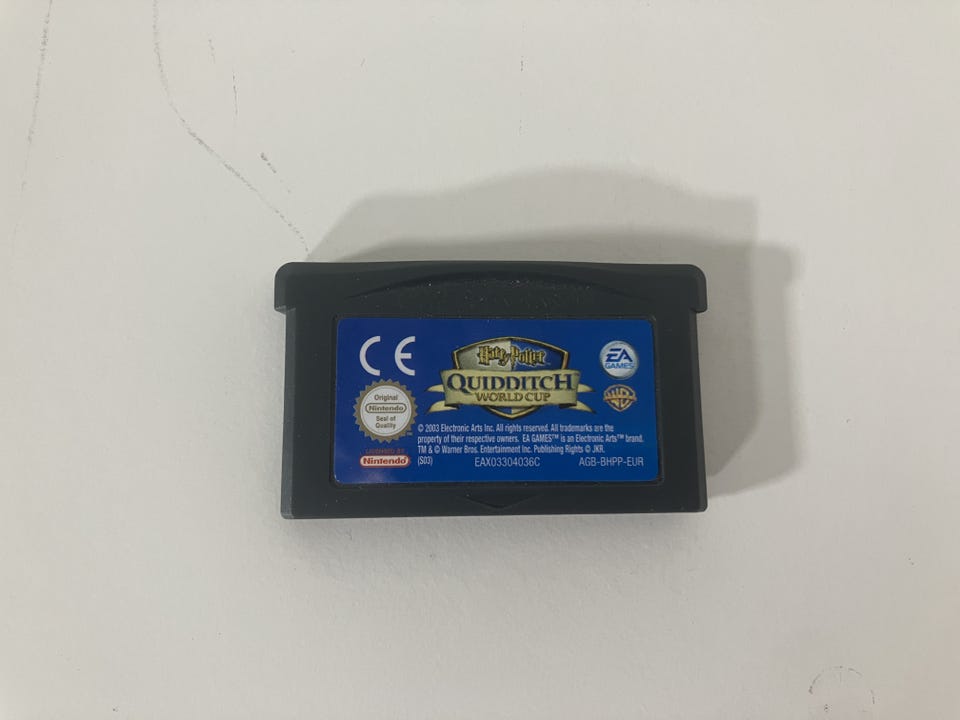 CE
Harry Potter
QUIDDITCH
WORLD CUP
EA
GAMES™
WB
Original
Nintendo
Seal of
Quality
LICENSED BY
Nintendo
© 2003 Electronic Arts Inc. All rights reserved. All trademarks are the
property of their respective owners. EA GAMES™ is an Electronic Arts™ brand.
TM & © Warner Bros. Entertainment Inc. Publishing Rights © JKR.
(S03) EAX03304036C AGB-BHPP-EUR